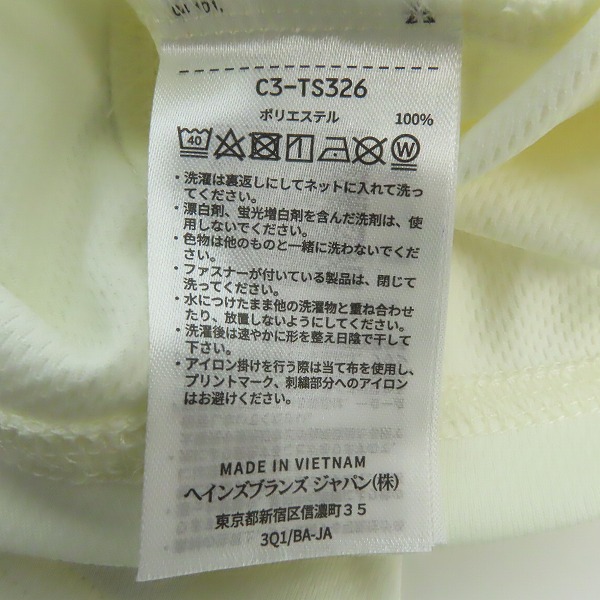 C3-TS326
ポリエステル 100%
40
W
・洗濯は裏返しにしてネットに入れて洗っ
てください。
・漂白剤、蛍光増白剤を含んだ洗剤は、使
用しないでください。
・色物は他のものと一緒に洗わないでくだ
さい。
・ファスナーが付いている製品は、閉じて
洗ってください。
・水につけたまま他の洗濯物と重ね合わせ
たり、放置しないようにしてください。
・洗濯後は速やかに形を整え日陰で干して
下さい。
・アイロン掛けを行う際は当て布を使用し、
プリントマーク、刺繍部分へのアイロン
はお避けください。
MADE IN VIETNAM
ヘインズブランズ ジャパン(株)
東京都新宿区信濃町35
3Q1/BA-JA